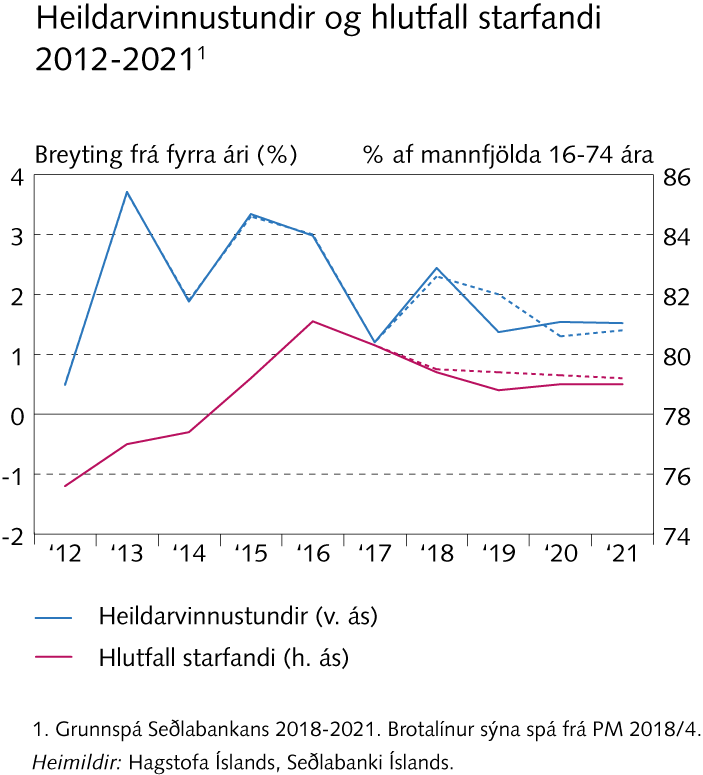 Heildarvinnustundir og hlutfall starfandi
2012-2021¹
Breyting frá fyrra ári (%) % af mannfjölda 16-74 ára
4 86
3 84
2 82
1 80
0 78
-1 76
-2 74
‘12 ‘13 ‘14 ‘15 ‘16 ‘17 ‘18 ‘19 ‘20 ‘21
Heildarvinnustundir (v. ás)
Hlutfall starfandi (h. ás)
1. Grunnspá Seðlabankans 2018-2021. Brotalínur sýna spá frá PM 2018/4.
Heimildir: Hagstofa Íslands, Seðlabanki Íslands.